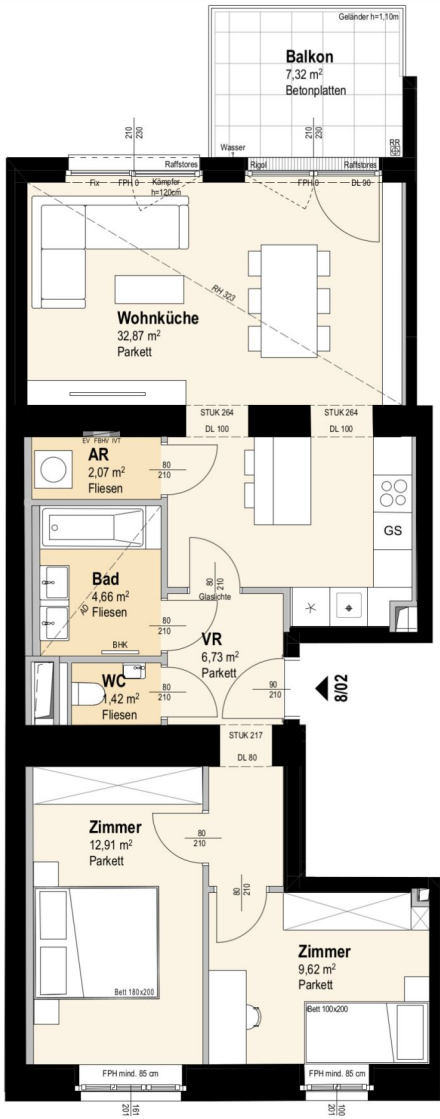 Geländer h=1,10m
Balkon
7,32 m²
Betonplatten
210
230
210
230
Wasser
Raffstores
Rigol
Raffstores
Fix
FPH 0
Kämpfer
h=120cm
FPH 0
DL 90
RH 323
Wohnküche
32,87 m²
Parkett
STUK 264
DL 100
STUK 264
DL 100
EV FBHV IVT
AR
2,07 m²
Fliesen
80
210
GS
Bad
4,66 m²
Fliesen
AD
BHK
80
210
80
210
Glaslichte
VR
6,73 m²
Parkett
WC
1,42 m²
Fliesen
80
210
90
210
8/02
STUK 217
DL 80
Zimmer
12,91 m²
Parkett
80
210
80
210
Bett 180x200
Zimmer
9,62 m²
Parkett
Bett 100x200
FPH mind. 85 cm
FPH mind. 85 cm
161
201
100
201